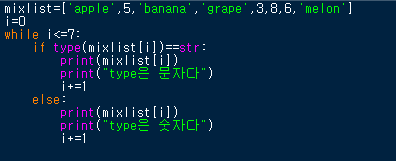 mixlist=['apple',5,'banana','grape',3,8,6,'melon']
i=0
while i<=7:
    if type(mixlist[i])==str:
        print(mixlist[i])
        print("type은 문자다")
        i+=1
    else:
        print(mixlist[i])
        print("type은 숫자다")
        i+=1